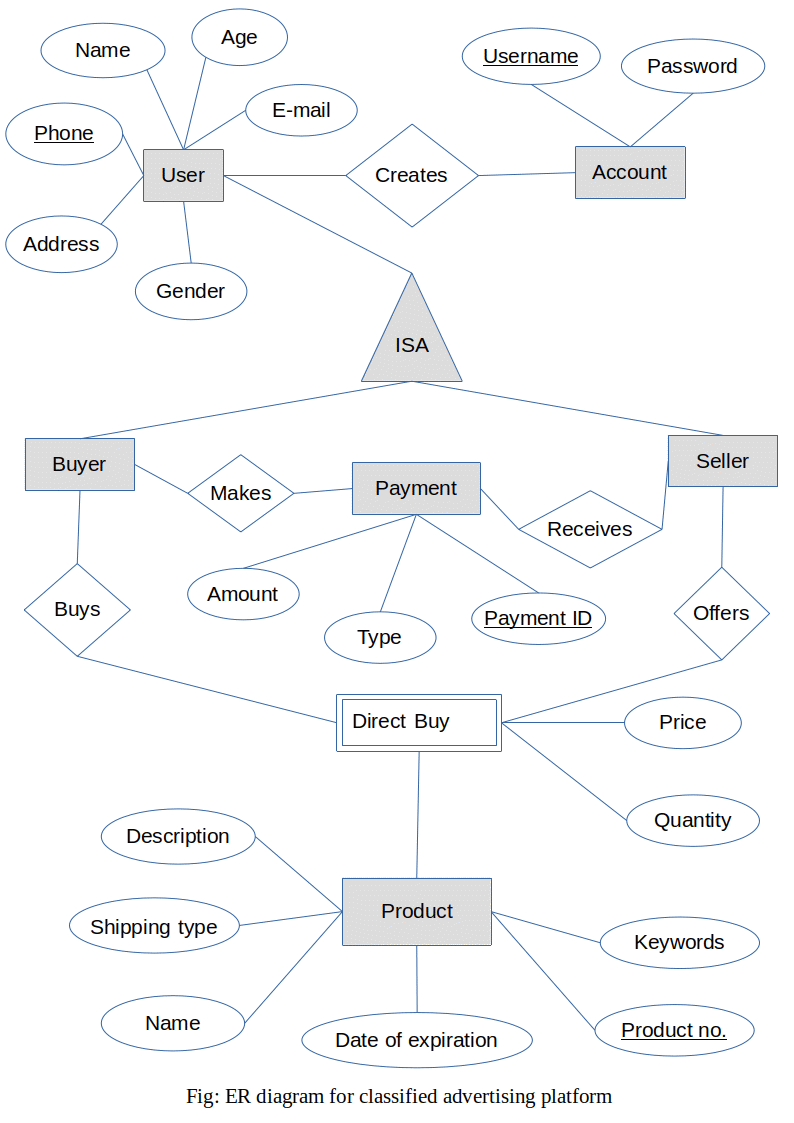 Age
Name
Username
Password
E-mail
Phone
User
Creates
Account
Address
Gender
ISA
Buyer
Seller
Makes
Payment
Receives
Amount
Buys
Offers
Type
Payment ID
Direct Buy
Price
Description
Quantity
Product
Shipping type
Keywords
Name
Date of expiration
Product no.
Fig: ER diagram for classified advertising platform